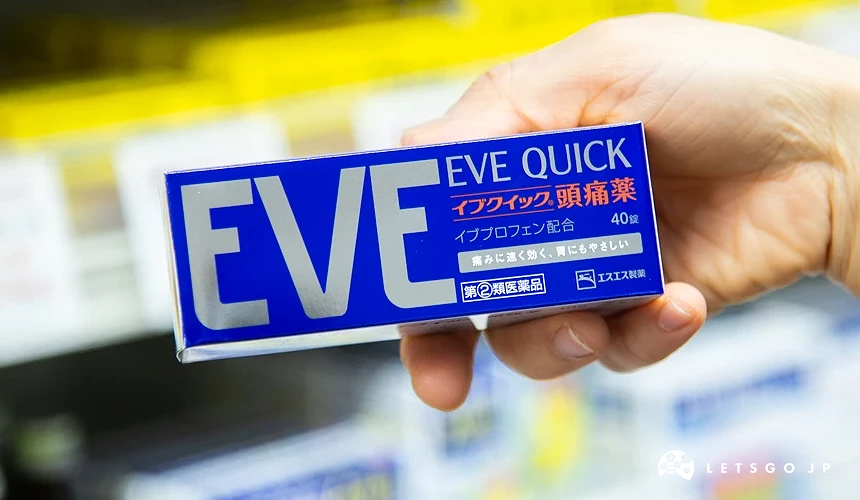 EVE
EVE QUICK
イブクイック® 頭痛薬
イブプロフェン配合 40錠
痛みに速く効く、胃にもやさしい
第②類医薬品 エスエス製薬
LETSGO JP